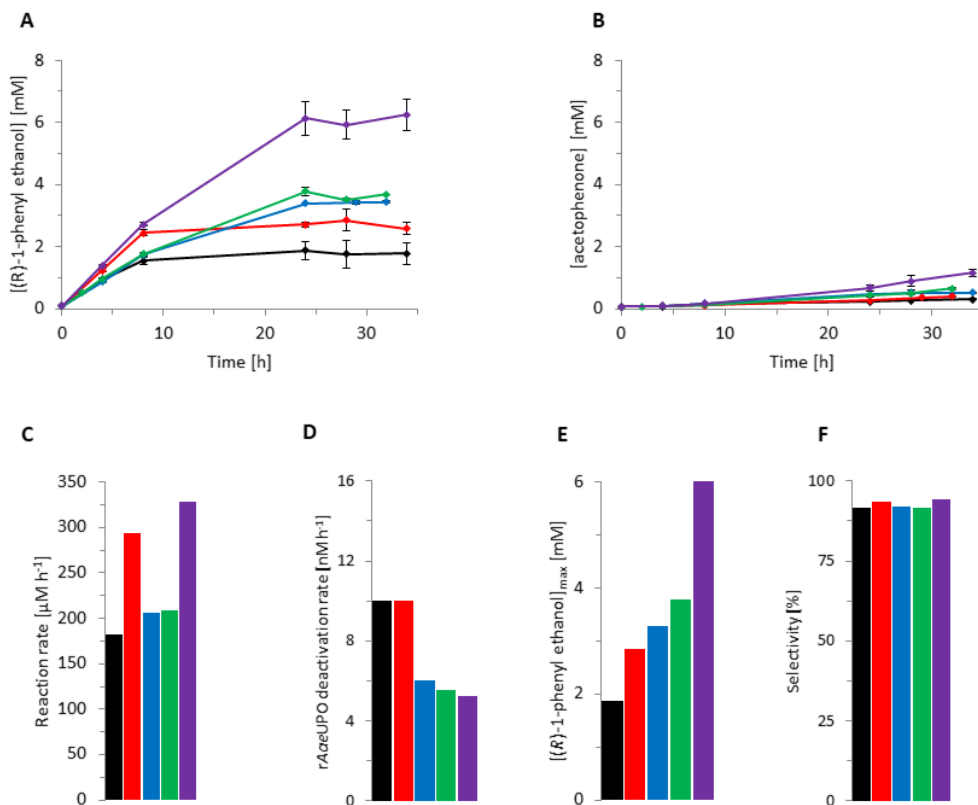 A
B
[(R)-1-phenyl ethanol] [mM]
8
6
4
2
0
0 10 20 30
Time [h]
[acetophenone] [mM]
8
6
4
2
0
0 10 20 30
Time [h]
C
D
E
F
Reaction rate [μM h-1]
350
300
250
200
150
100
50
0
rAaeUPO deactivation rate [nM h-1]
16
12
8
4
0
[(R)-1-phenyl ethanol]max [mM]
6
4
2
0
Selectivity [%]
100
75
50
25
0